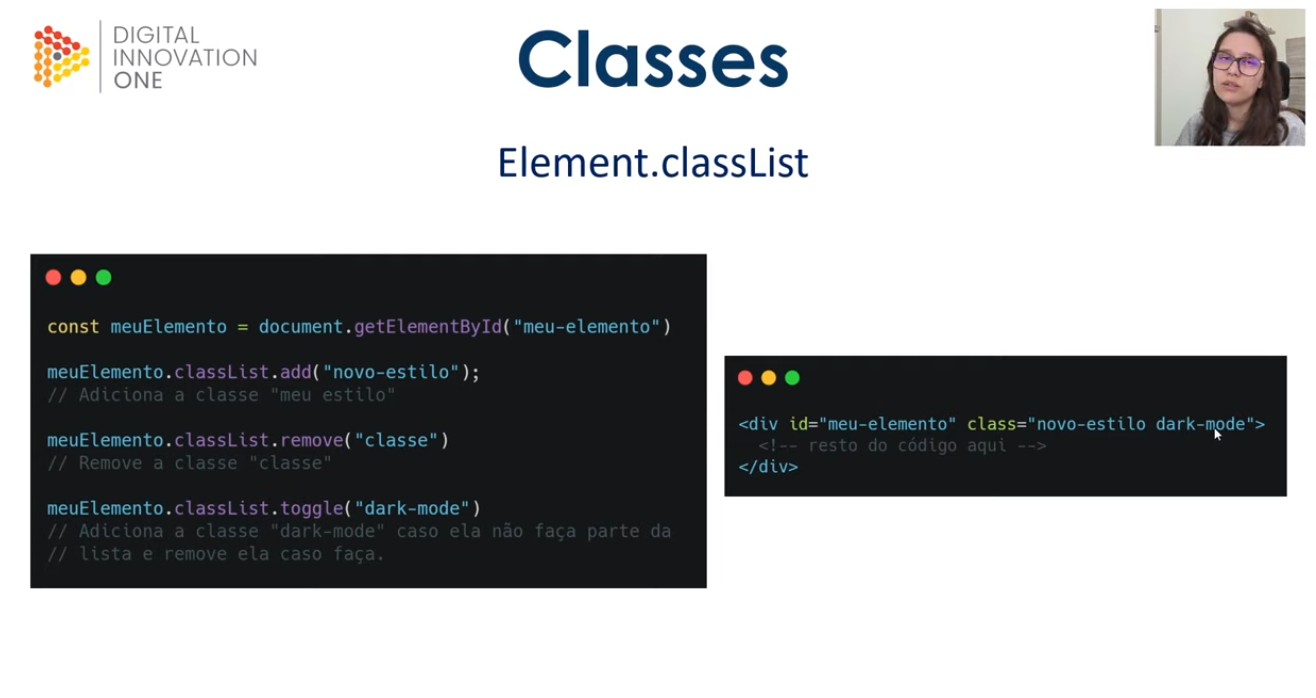 DIGITAL
INNOVATION
ONE
Classes
Element.classList
const meuElemento = document.getElementById("meu-elemento")
meuElemento.classList.add("novo-estilo");
// Adiciona a classe "meu estilo"
meuElemento.classList.remove("classe")
// Remove a classe "classe"
meuElemento.classList.toggle("dark-mode")
// Adiciona a classe "dark-mode" caso ela não faça parte da
// lista e remove ela caso faça.
<div id="meu-elemento" class="novo-estilo dark-mode">
<!-- resto do código aqui -->
</div>